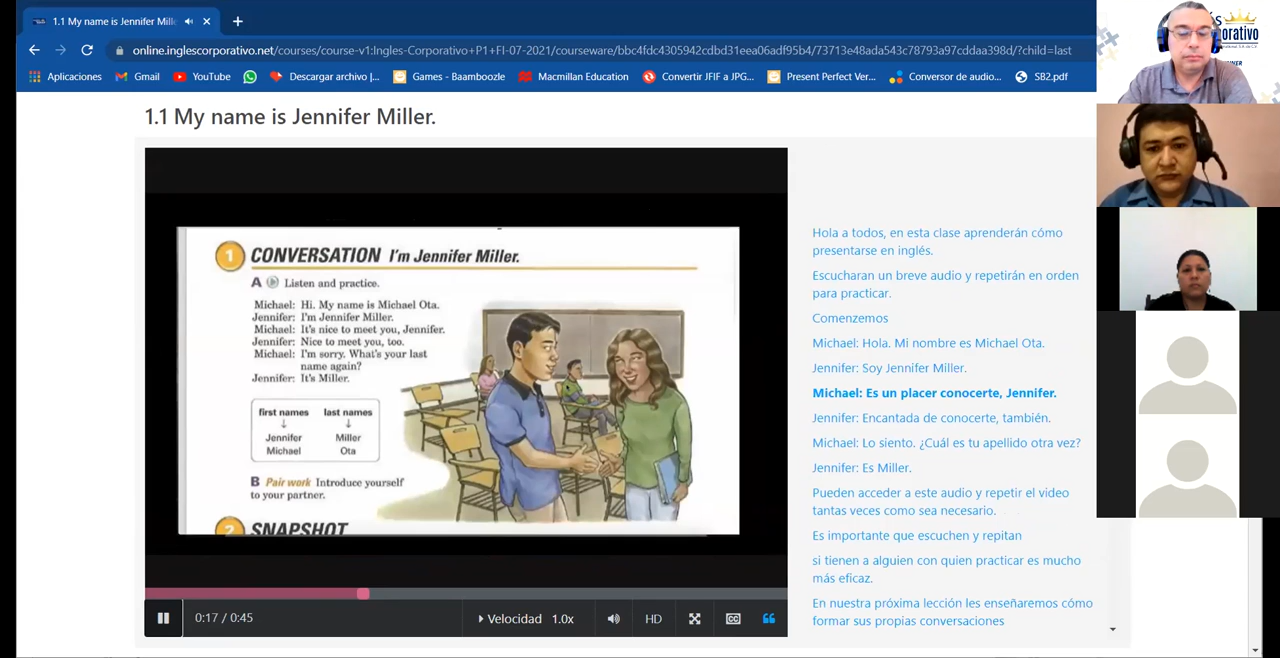 1.1 My name is Jennifer Mill
online.inglescorporativo.net/courses/course-v1:Ingles-Corporativo+P1+FI-07-2021/courseware/bbc4fdc4305942cdbd31eea06adf95b4/73713e48ada543c78793a97cddaa398d/?child=last
Aplicaciones Gmail YouTube Descargar archivo |... Games - Baamboozle Macmillan Education Convertir JFIF a JPG... Present Perfect Ver... Conversor de audio... SB2.pdf
1.1 My name is Jennifer Miller.
1 CONVERSATION I'm Jennifer Miller.
A Listen and practice.
Michael: Hi. My name is Michael Ota.
Jennifer: I'm Jennifer Miller.
Michael: It's nice to meet you, Jennifer.
Jennifer: Nice to meet you, too.
Michael: I'm sorry. What's your last
name again?
Jennifer: It's Miller.
first names last names
↓ ↓
Jennifer Miller
Michael Ota
B Pair work Introduce yourself
to your partner.
2 SNAPSHOT
0:17 / 0:45 Velocidad 1.0x HD CC
Hola a todos, en esta clase aprenderán cómo
presentarse en inglés.
Escucharan un breve audio y repetirán en orden
para practicar.
Comenzemos
Michael: Hola. Mi nombre es Michael Ota.
Jennifer: Soy Jennifer Miller.
Michael: Es un placer conocerte, Jennifer.
Jennifer: Encantada de conocerte, también.
Michael: Lo siento. ¿Cuál es tu apellido otra vez?
Jennifer: Es Miller.
Pueden acceder a este audio y repetir el video
tantas veces como sea necesario.
Es importante que escuchen y repitan
si tienen a alguien con quien practicar es mucho
más eficaz.
En nuestra próxima lección les enseñaremos cómo
formar sus propias conversaciones